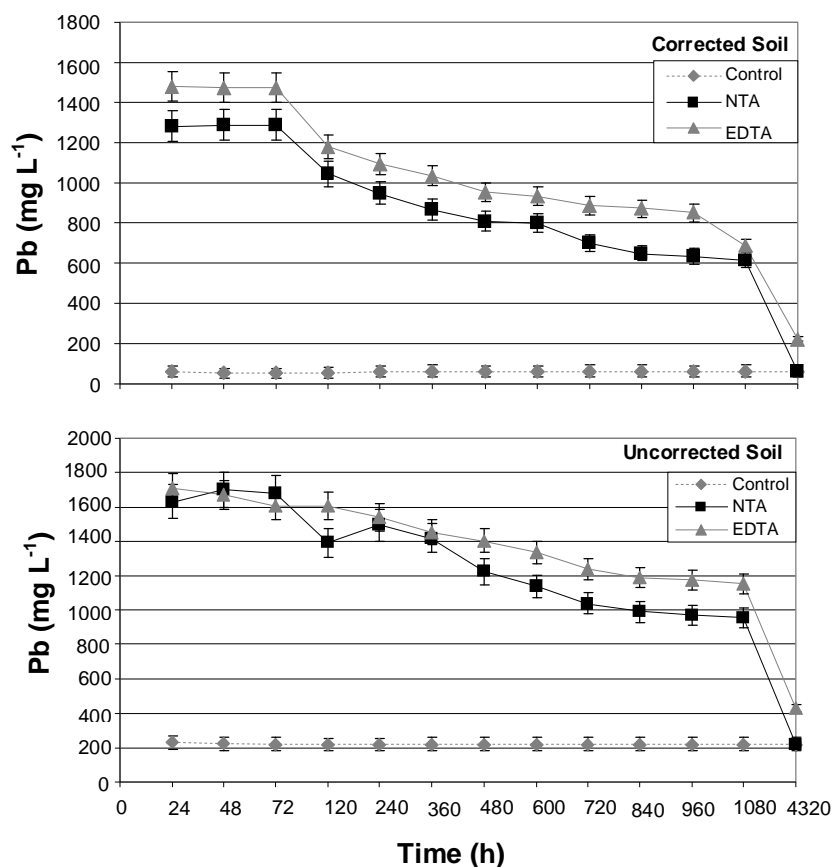 Corrected Soil
Control
NTA
EDTA
Pb (mg L⁻¹)
1800
1600
1400
1200
1000
800
600
400
200
0
Uncorrected Soil
Control
NTA
EDTA
Pb (mg L⁻¹)
2000
1800
1600
1400
1200
1000
800
600
400
200
0
0 24 48 72 120 240 360 480 600 720 840 960 1080 4320
Time (h)